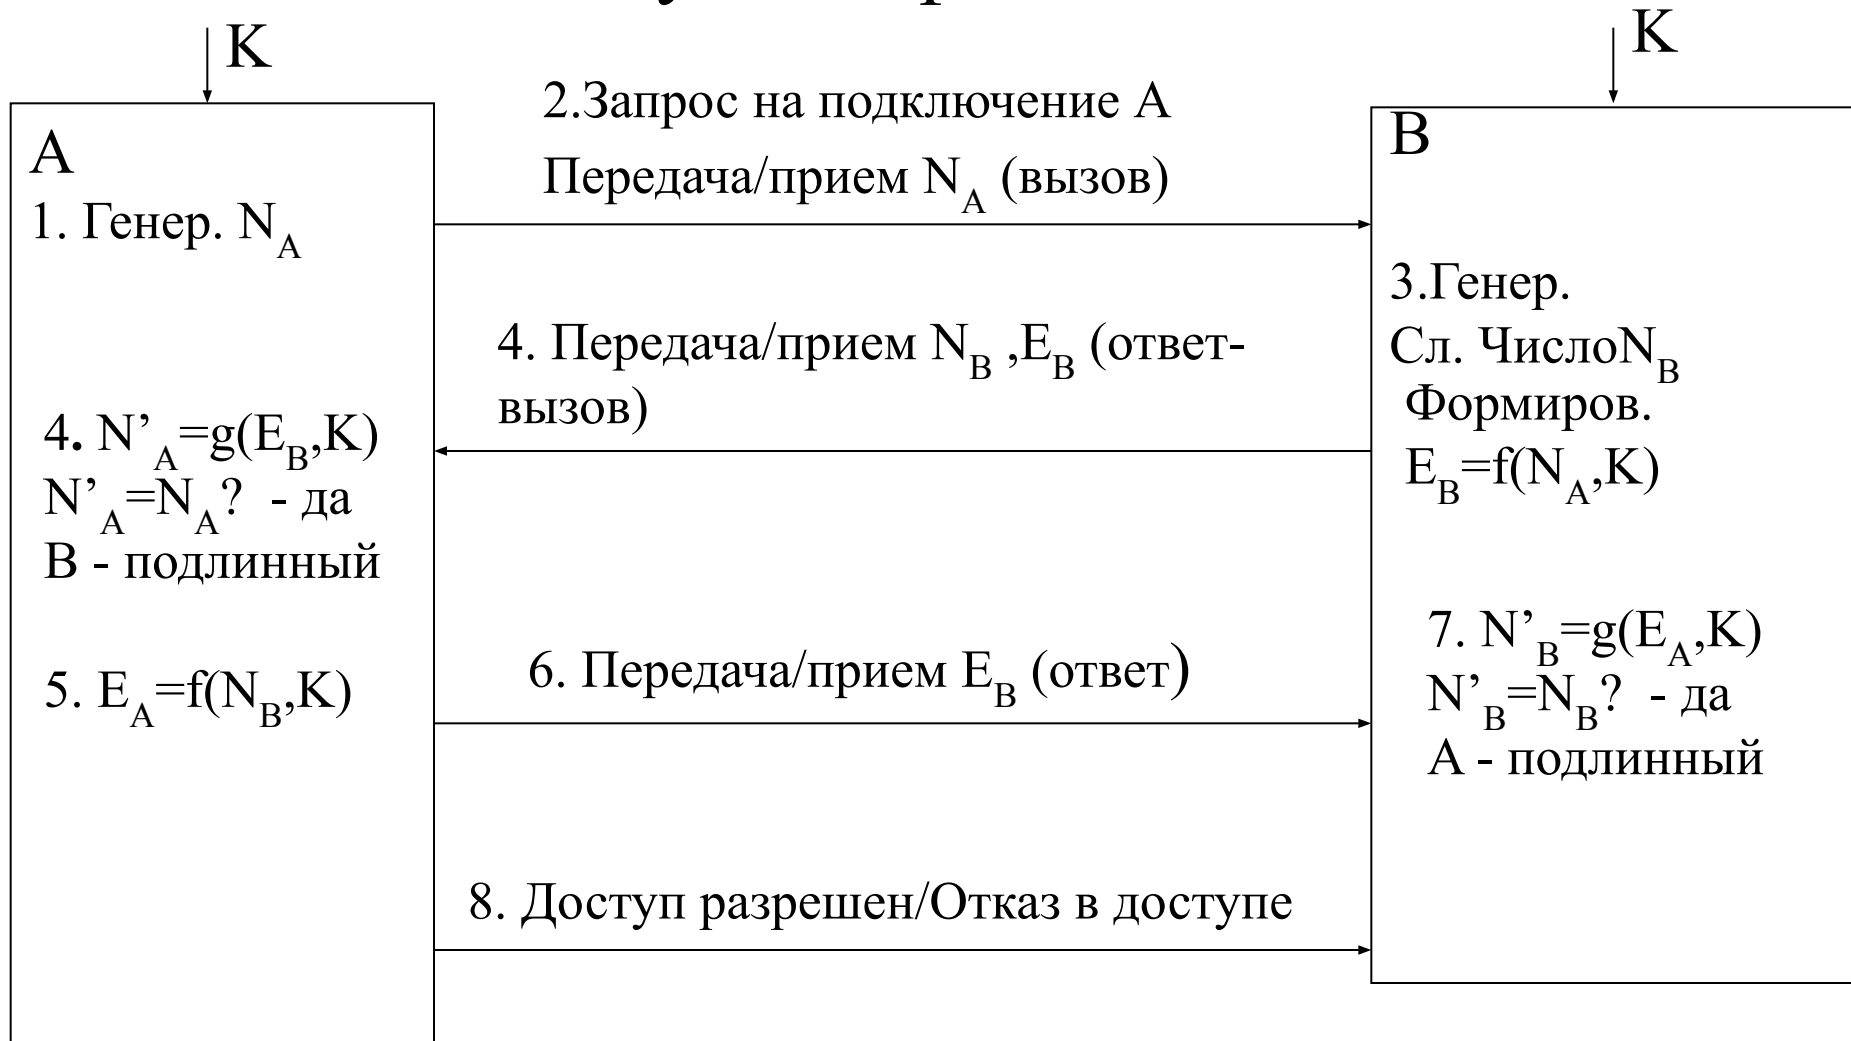 K
K
2.Запрос на подключение А
Передача/прием N_A (вызов)
A
1. Генер. N_A
B
3.Генер.
Сл. ЧислоN_B
Формиров.
E_B=f(N_A,K)
4. Передача/прием N_B ,E_B (ответ-
вызов)
4. N’_A=g(E_B,K)
N’_A=N_A? - да
B - подлинный
5. E_A=f(N_B,K)
6. Передача/прием E_B (ответ)
7. N’_B=g(E_A,K)
N’_B=N_B? - да
A - подлинный
8. Доступ разрешен/Отказ в доступе